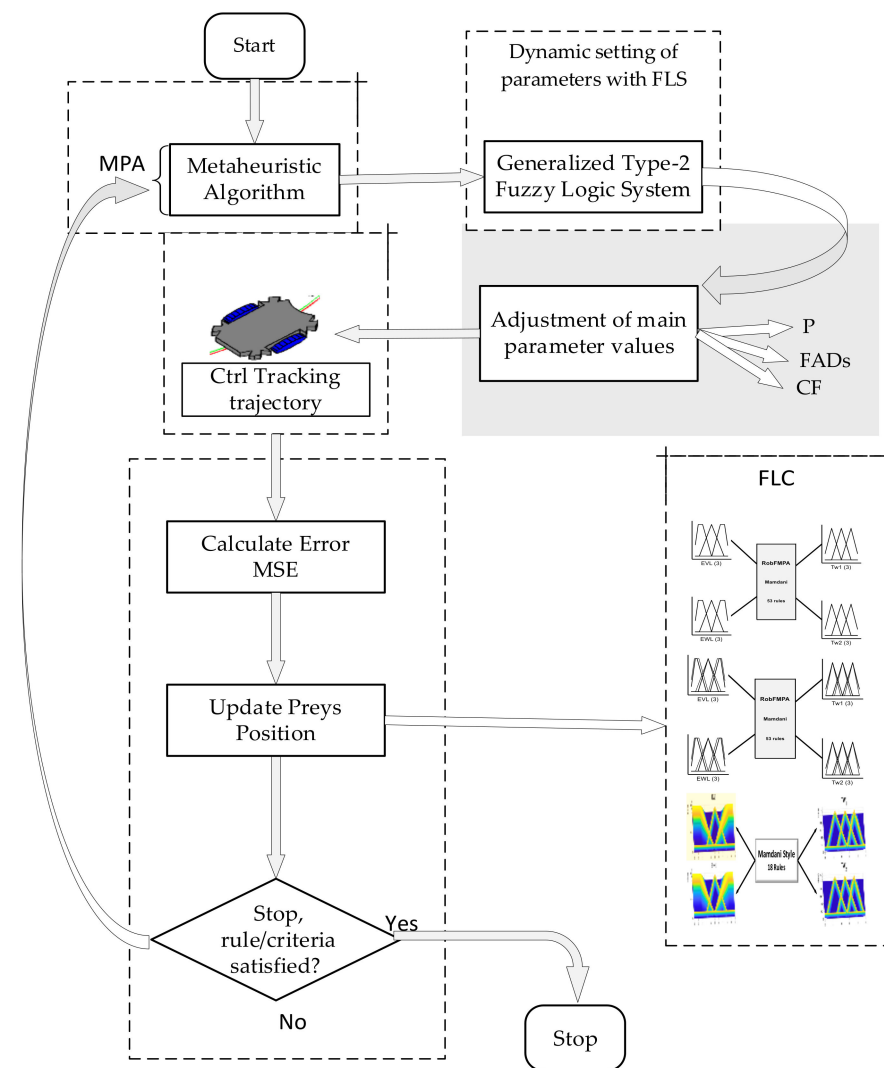 Start
Dynamic setting of
parameters with FLS
MPA
Metaheuristic
Algorithm
Generalized Type-2
Fuzzy Logic System
Adjustment of main
parameter values
P
FADs
CF
Ctrl Tracking
trajectory
Calculate Error
MSE
Update Preys
Position
Stop,
rule/criteria
satisfied?
Yes
No
Stop
FLC
EVL (3)
RobFMPA
Mamdani
53 rules
Tw1 (3)
EWL (3)
Tw2 (3)
EVL (3)
RobFMPA
Mamdani
Tw1 (3)
EWL (3)
Tw2 (3)
Mamdani Style
18 Rules